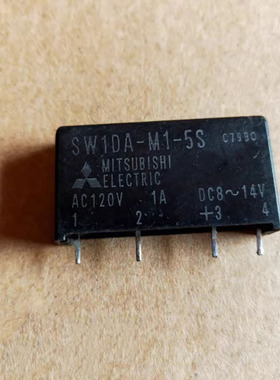 SW1DA-M1-5S C799C
MITSUBISHI
ELECTRIC
AC120V 1A DC8～14V
1 2 +3 4